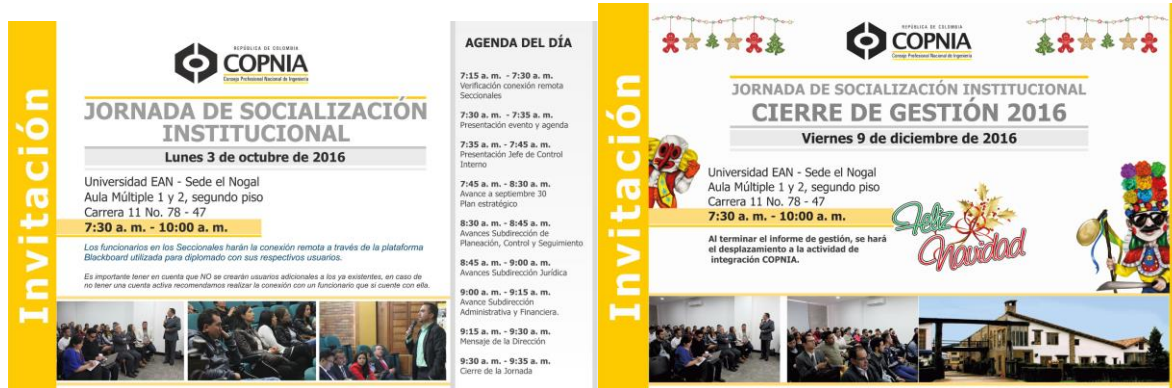 Invitación
REPÚBLICA DE COLOMBIA
COPNIA
Consejo Profesional Nacional de Ingeniería
JORNADA DE SOCIALIZACIÓN
INSTITUCIONAL
Lunes 3 de octubre de 2016
Universidad EAN - Sede el Nogal
Aula Múltiple 1 y 2, segundo piso
Carrera 11 No. 78 - 47
7:30 a. m. - 10:00 a. m.
Los funcionarios en los Seccionales harán la conexión remota a través de la plataforma
Blackboard utilizada para diplomado con sus respectivos usuarios.
Es importante tener en cuenta que NO se crearán usuarios adicionales a los ya existentes, en caso de
no tener una cuenta activa recomendamos realizar la conexión con un funcionario que si cuente con ella.
AGENDA DEL DÍA
7:15 a. m. - 7:30 a. m.
Verificación conexión remota
Seccionales
7:30 a. m. - 7:35 a. m.
Presentación evento y agenda
7:35 a. m. - 7:45 a. m.
Presentación Jefe de Control
Interno
7:45 a. m. - 8:30 a. m.
Avance a septiembre 30
Plan estratégico
8:30 a. m. - 8:45 a. m.
Avances Subdirección de
Planeación, Control y Seguimiento
8:45 a. m. - 9:00 a. m.
Avances Subdirección Jurídica
9:00 a. m. - 9:15 a. m.
Avance Subdirección
Administrativa y Financiera.
9:15 a. m. - 9:30 a. m.
Mensaje de la Dirección
9:30 a. m. - 9:35 a. m.
Cierre de la Jornada
Invitación
REPÚBLICA DE COLOMBIA
COPNIA
Consejo Profesional Nacional de Ingeniería
JORNADA DE SOCIALIZACIÓN INSTITUCIONAL
CIERRE DE GESTIÓN 2016
Viernes 9 de diciembre de 2016
Universidad EAN - Sede el Nogal
Aula Múltiple 1 y 2, segundo piso
Carrera 11 No. 78 - 47
7:30 a. m. - 10:00 a. m.
Al terminar el informe de gestión, se hará
el desplazamiento a la actividad de
integración COPNIA.
Feliz
Navidad